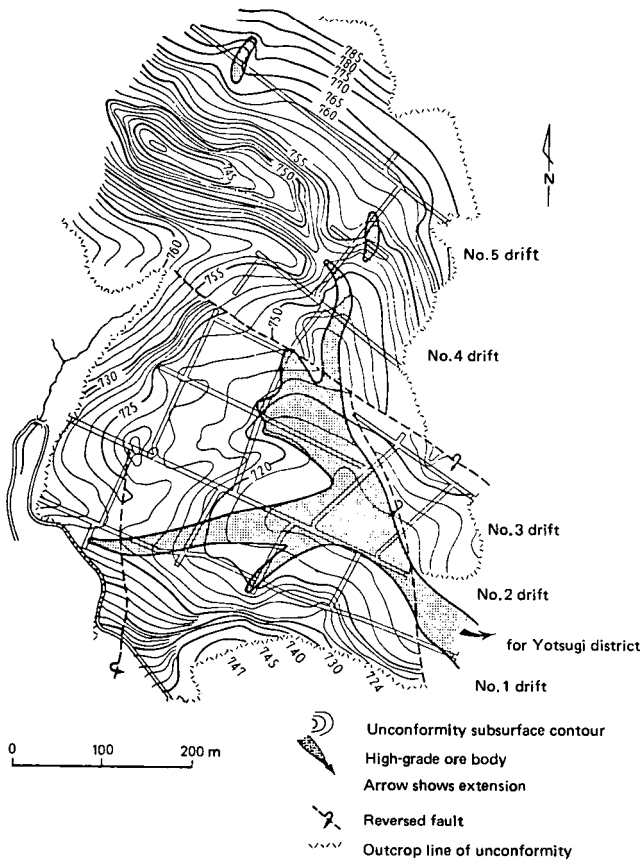 785
780
775
770
765
760
755
750
745
N
760
755
No.5 drift
750
No.4 drift
730
725
720
No.3 drift
No.2 drift
for Yotsugi district
747
745
740
730
724
No.1 drift
0 100 200 m
Unconformity subsurface contour
High-grade ore body
Arrow shows extension
Reversed fault
Outcrop line of unconformity